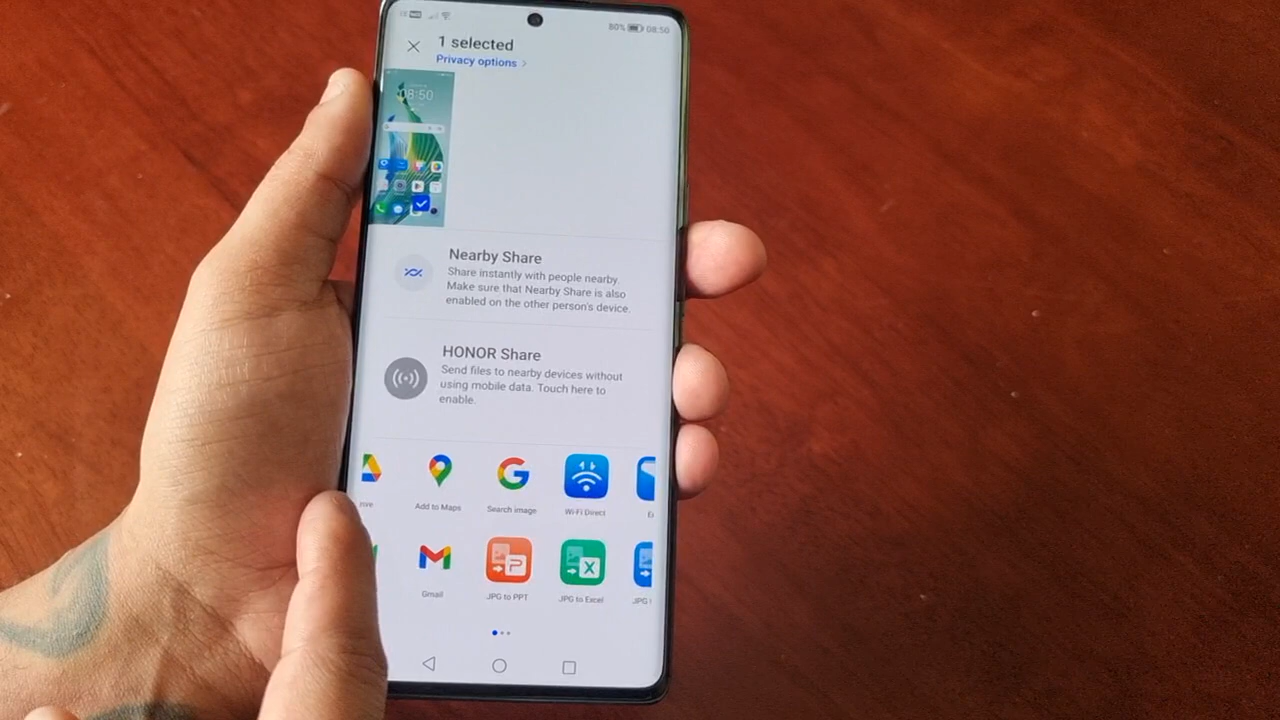 80% 08:50
1 selected
Privacy options
08:50
Nearby Share
Share instantly with people nearby.
Make sure that Nearby Share is also
enabled on the other person's device.
HONOR Share
Send files to nearby devices without
using mobile data. Touch here to
enable.
Add to Maps Search image Wi-Fi Direct
Gmail JPG to PPT JPG to Excel JPG